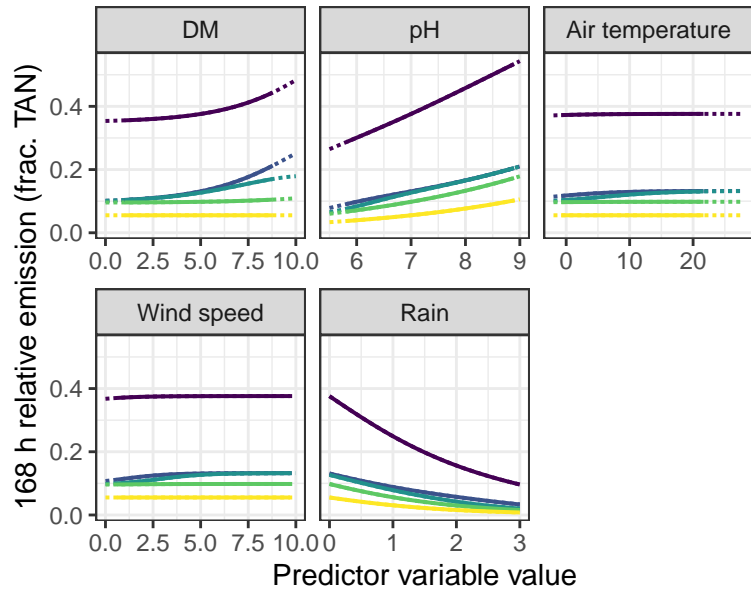 DM pH Air temperature
0.4
0.2
0.0
0.0 2.5 5.0 7.5 10.0 6 7 8 9 0 10 20
Wind speed Rain
0.4
0.2
0.0
0.0 2.5 5.0 7.5 10.0 0 1 2 3
168 h relative emission (frac. TAN)
Predictor variable value